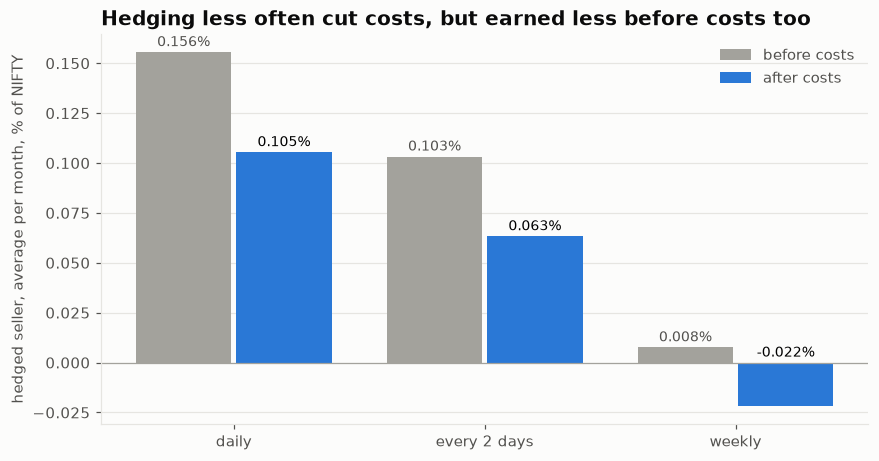 Hedging less often cut costs, but earned less before costs too
hedged seller, average per month, % of NIFTY
before costs
after costs
0.150
0.125
0.100
0.075
0.050
0.025
0.000
−0.025
0.156%
0.105%
0.103%
0.063%
0.008%
-0.022%
daily
every 2 days
weekly